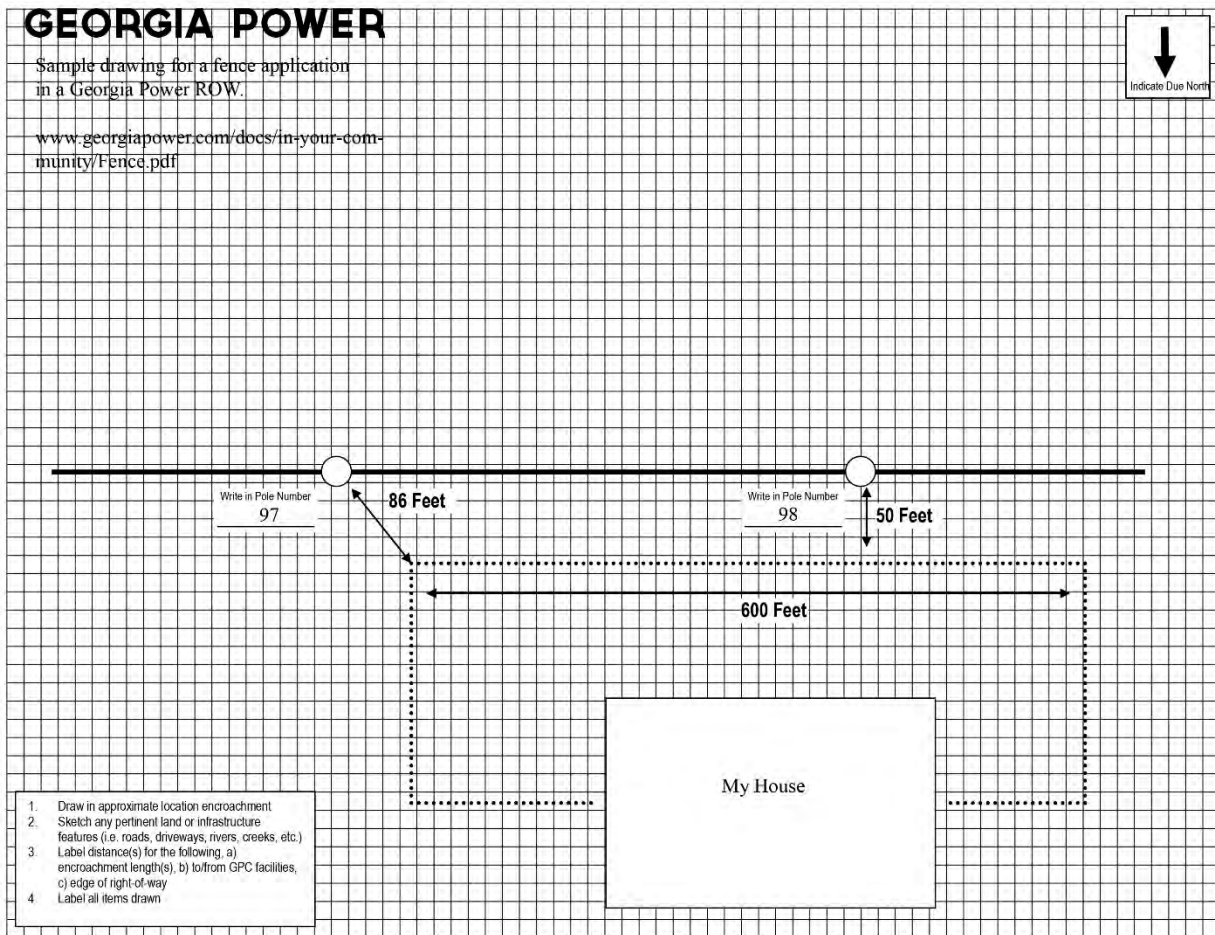 GEORGIA POWER
Sample drawing for a fence application
in a Georgia Power ROW.
www.georgiapower.com/docs/in-your-com-
munity/Fence.pdf
Indicate Due North
Write in Pole Number
97
86 Feet
Write in Pole Number
98
50 Feet
600 Feet
My House
1. Draw in approximate location encroachment
2. Sketch any pertinent land or infrastructure
features (i.e. roads, driveways, rivers, creeks, etc.)
3. Label distance(s) for the following, a)
encroachment length(s), b) to/from GPC facilities,
c) edge of right-of-way
4 Label all items drawn